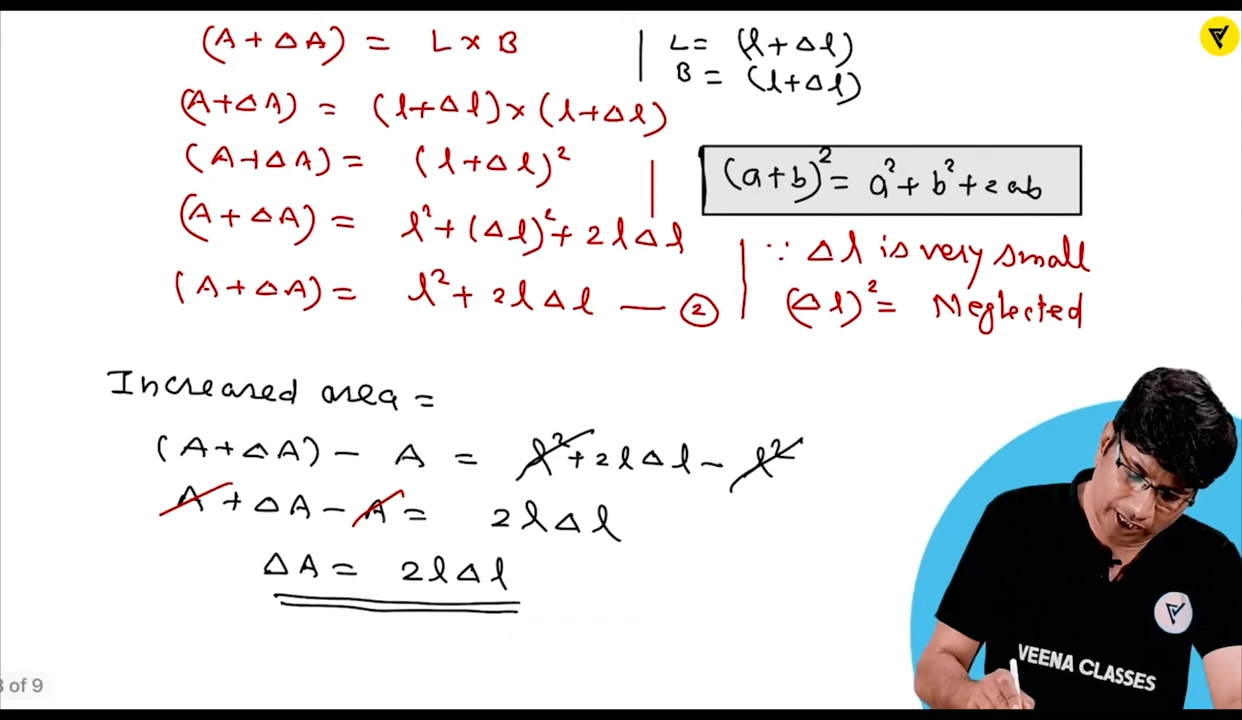 (A + ΔA) = L × B
L = (l + Δl)
B = (l + Δl)
(A + ΔA) = (l + Δl) × (l + Δl)
(A + ΔA) = (l + Δl)²
(a + b)² = a² + b² + 2ab
(A + ΔA) = l² + (Δl)² + 2lΔl
∵ Δl is very small
(A + ΔA) = l² + 2lΔl — ②
(Δl)² = Neglected
Increased area =
(A + ΔA) − A = l² + 2lΔl − l²
A + ΔA − A = 2lΔl
ΔA = 2lΔl
VEENA CLASSES
of 9